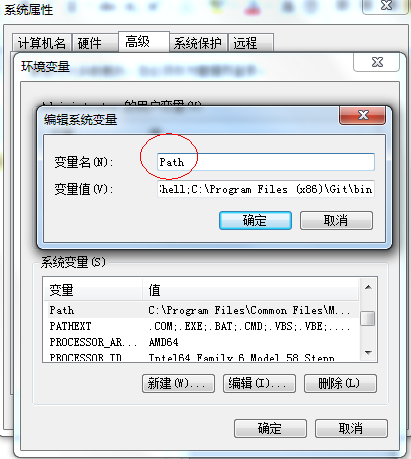 系统属性
计算机名 硬件 高级 系统保护 远程
环境变量
的用户变量(U)
编辑系统变量
变量名(N): Path
变量值(V): hell;C:\Program Files (x86)\Git\bin
确定 取消
系统变量(S)
变量 值
Path C:\Program Files\Common Files\M...
PATHEXT .COM;.EXE;.BAT;.CMD;.VBS;.VBE;....
PROCESSOR_AR... AMD64
PROCESSOR_ID Intel64 Family 6 Model 58 Stepp
新建(W)... 编辑(I)... 删除(L)
确定 取消